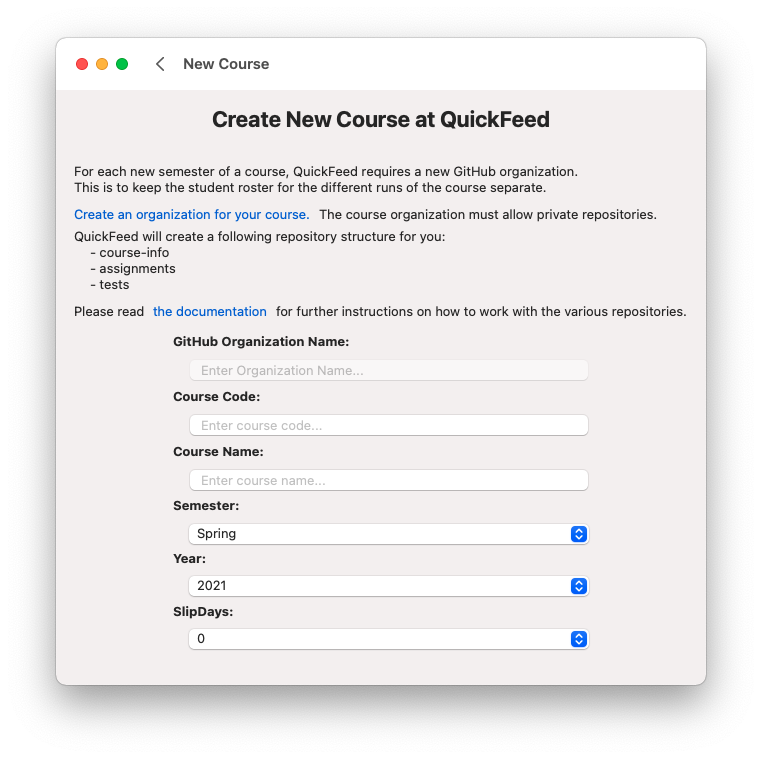 New Course
Create New Course at QuickFeed
For each new semester of a course, QuickFeed requires a new GitHub organization.
This is to keep the student roster for the different runs of the course separate.
Create an organization for your course. The course organization must allow private repositories.
QuickFeed will create a following repository structure for you:
- course-info
- assignments
- tests
Please read the documentation for further instructions on how to work with the various repositories.
GitHub Organization Name:
Enter Organization Name...
Course Code:
Enter course code...
Course Name:
Enter course name...
Semester:
Spring
Year:
2021
SlipDays:
0